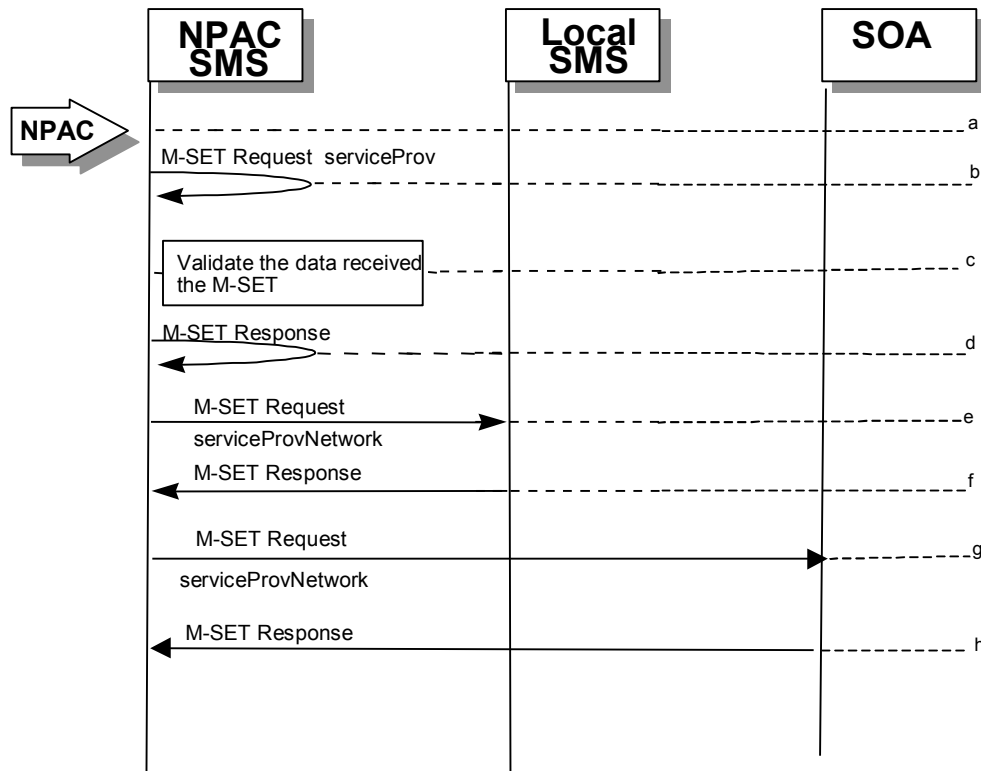 NPAC
SMS
Local
SMS
SOA
NPAC
a
M-SET Request serviceProv
b
Validate the data received
the M-SET
c
M-SET Response
d
M-SET Request
e
serviceProvNetwork
M-SET Response
f
M-SET Request
g
serviceProvNetwork
M-SET Response
h